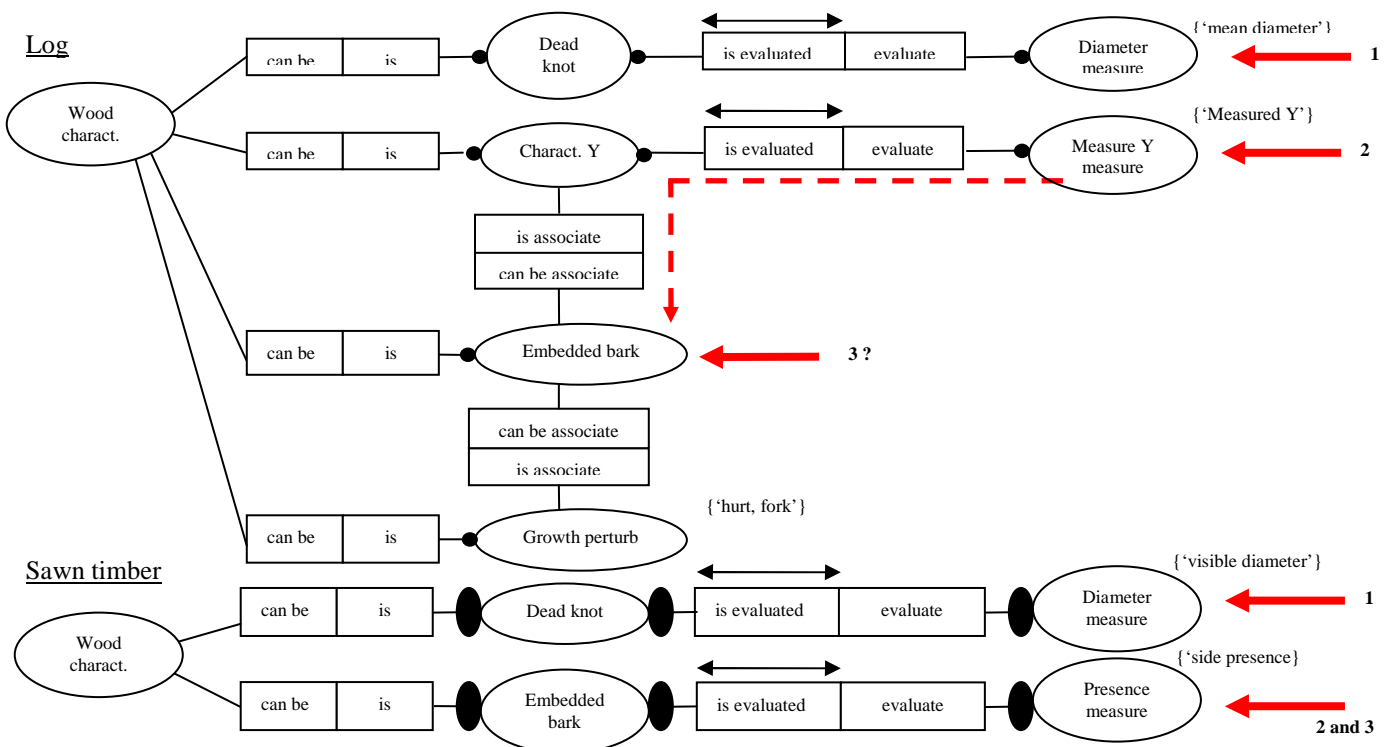 Log
Wood
charact.
can be is
Dead
knot
is evaluated evaluate
Diameter
measure
{‘mean diameter’}
1
can be is
Charact. Y
is evaluated evaluate
Measure Y
measure
{‘Measured Y’}
2
is associate
can be associate
can be is
Embedded bark
3 ?
can be associate
is associate
can be is
Growth perturb
{‘hurt, fork’}
Sawn timber
Wood
charact.
can be is
Dead knot
is evaluated evaluate
Diameter
measure
{‘visible diameter’}
1
can be is
Embedded
bark
is evaluated evaluate
Presence
measure
{‘side presence}
2 and 3